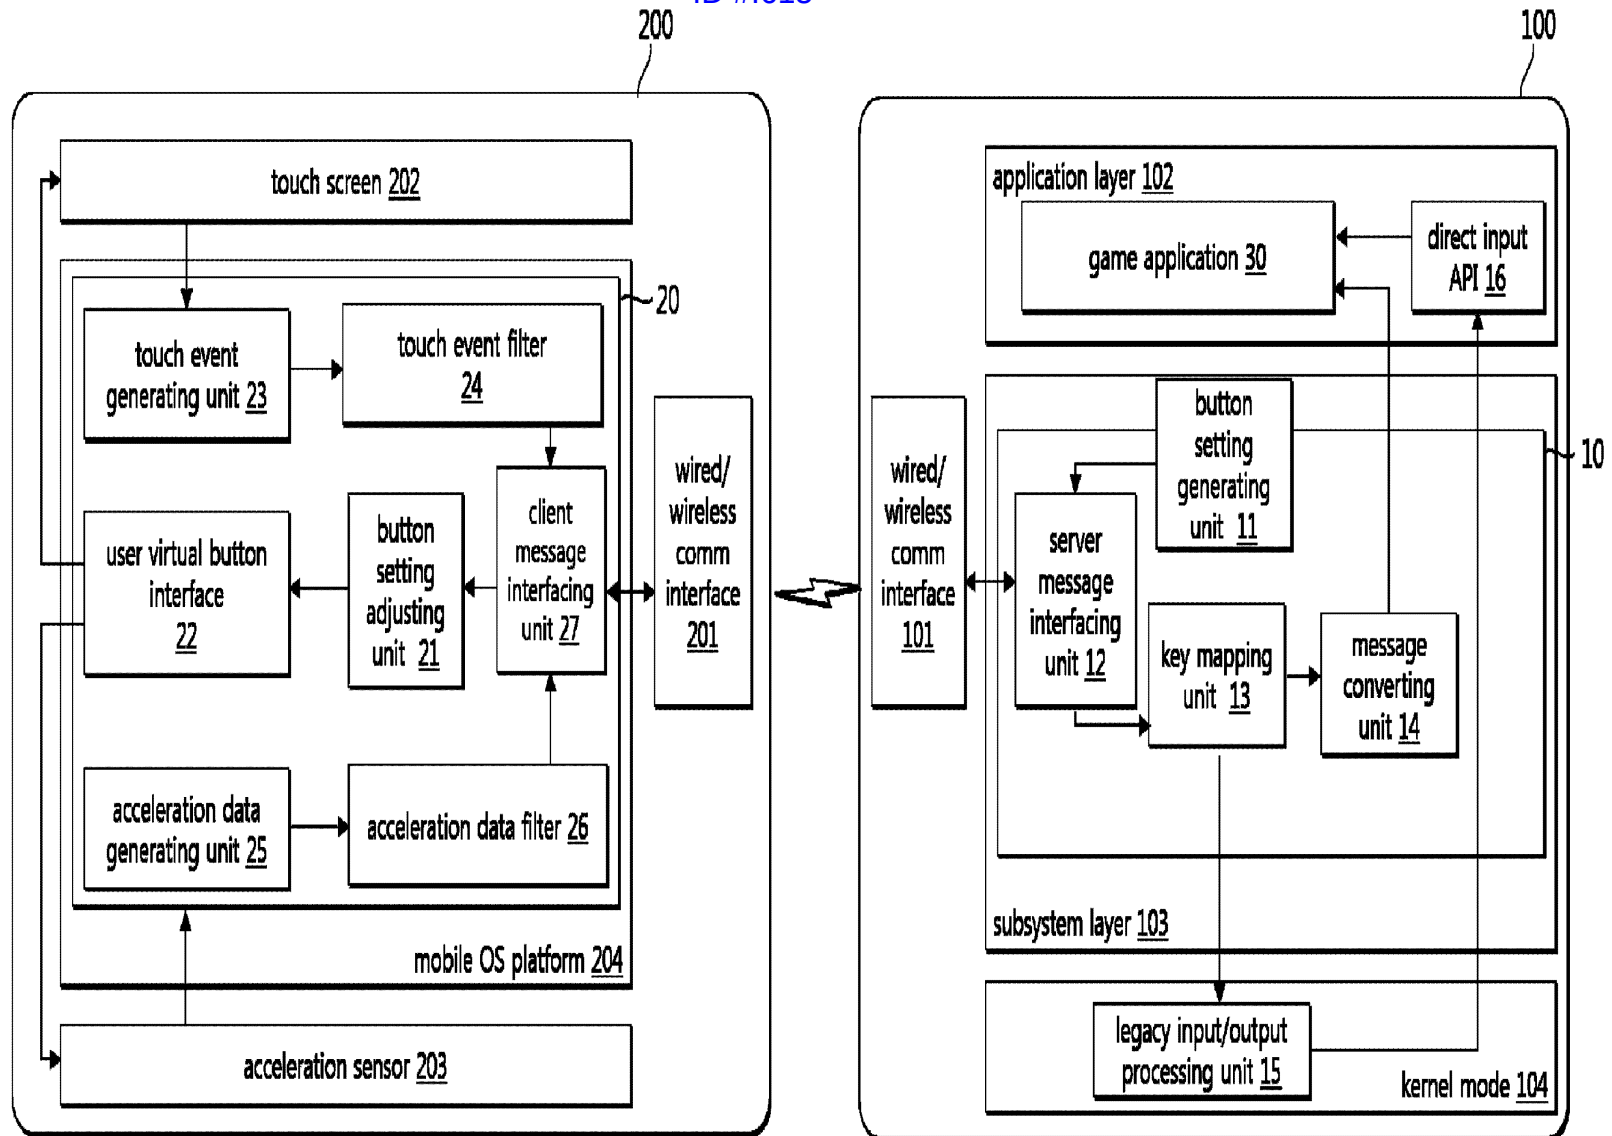 200
100
touch screen 202
20
touch event
generating unit 23
touch event filter
24
user virtual button
interface
22
button
setting
adjusting
unit 21
client
message
interfacing
unit 27
wired/
wireless
comm
interface
201
acceleration data
generating unit 25
acceleration data filter 26
mobile OS platform 204
acceleration sensor 203
application layer 102
game application 30
direct input
API 16
10
wired/
wireless
comm
interface
101
button
setting
generating
unit 11
server
message
interfacing
unit 12
key mapping
unit 13
message
converting
unit 14
subsystem layer 103
legacy input/output
processing unit 15
kernel mode 104